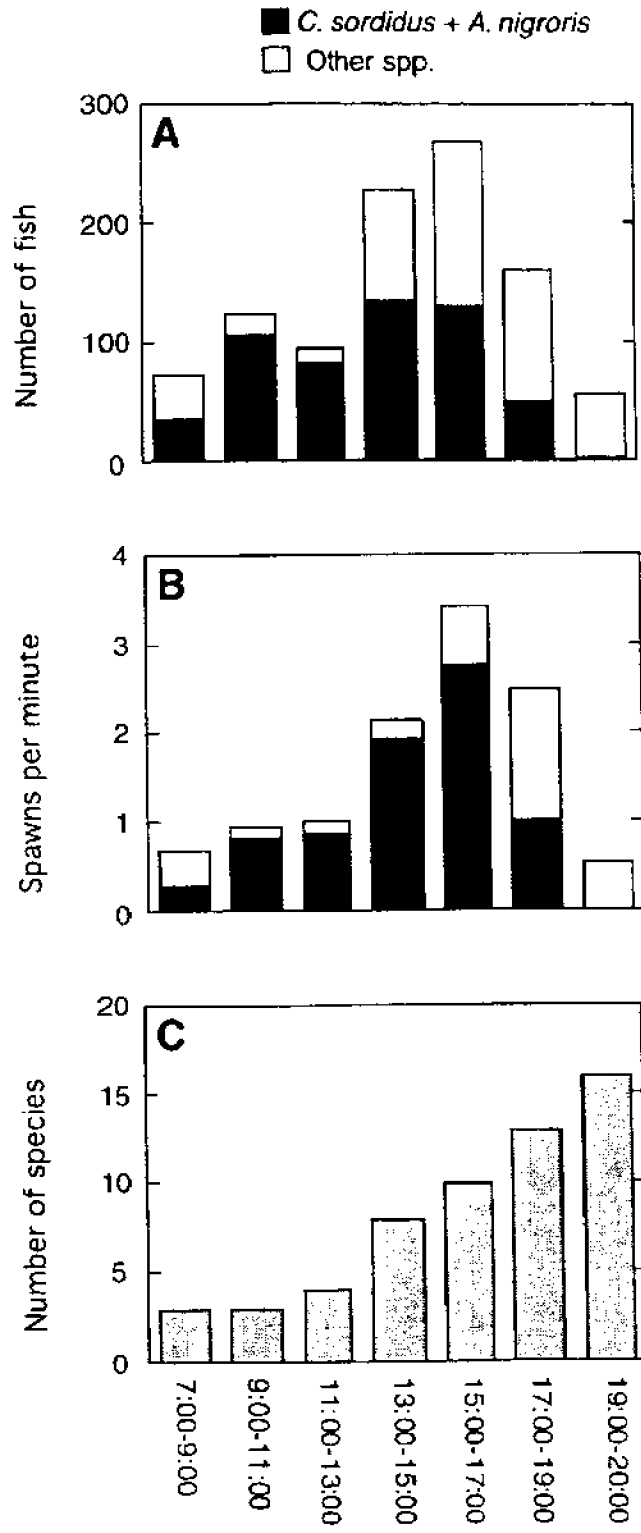 C. sordidus + A. nigroris
Other spp.
A
300
200
100
0
Number of fish
B
4
3
2
1
0
Spawns per minute
C
20
15
10
5
0
Number of species
7:00-9:00
9:00-11:00
11:00-13:00
13:00-15:00
15:00-17:00
17:00-19:00
19:00-20:00